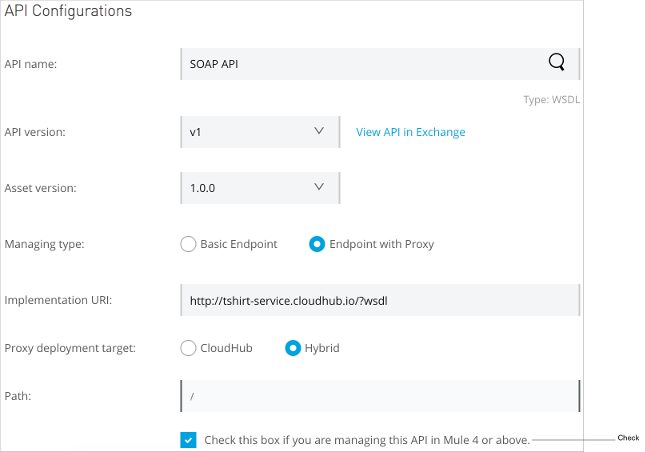 API Configurations
API name: SOAP API
Type: WSDL
API version: v1 View API in Exchange
Asset version: 1.0.0
Managing type: Basic Endpoint Endpoint with Proxy
Implementation URI: http://tshirt-service.cloudhub.io/?wsdl
Proxy deployment target: CloudHub Hybrid
Path: /
Check this box if you are managing this API in Mule 4 or above. Check